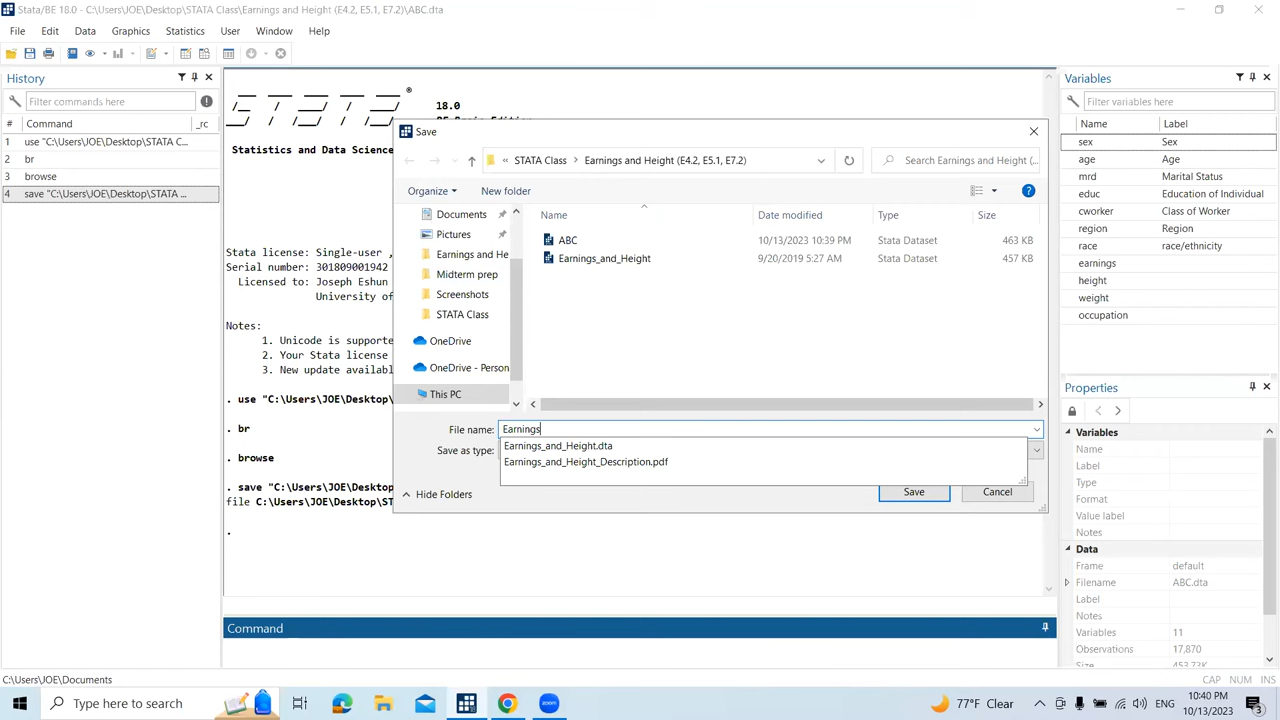 Stata/BE 18.0 - C:\Users\JOE\Desktop\STATA Class\Earnings and Height (E4.2, E5.1, E7.2)\ABC.dta
File Edit Data Graphics Statistics User Window Help
History
Filter commands here
# Command _rc
1 use "C:\Users\JOE\Desktop\STATA C...
2 br
3 browse
4 save "C:\Users\JOE\Desktop\STATA ...
18.0
Statistics and Data Science
Stata license: Single-user ,
Serial number: 301809001942
Licensed to: Joseph Eshun
University of
Notes:
1. Unicode is supporte
2. Your Stata license
3. New update availabl
. use "C:\Users\JOE\Desktop\
. br
. browse
. save "C:\Users\JOE\Desktop
file C:\Users\JOE\Desktop\ST
.
Save
« STATA Class > Earnings and Height (E4.2, E5.1, E7.2)
Search Earnings and Height (...
Organize New folder
Documents
Pictures
Earnings and He
Midterm prep
Screenshots
STATA Class
OneDrive
OneDrive - Person
This PC
Name Date modified Type Size
ABC 10/13/2023 10:39 PM Stata Dataset 463 KB
Earnings_and_Height 9/20/2019 5:27 AM Stata Dataset 457 KB
File name: Earnings
Earnings_and_Height.dta
Save as type:
Earnings_and_Height_Description.pdf
Hide Folders
Save Cancel
Variables
Filter variables here
Name Label
sex Sex
age Age
mrd Marital Status
educ Education of Individual
cworker Class of Worker
region Region
race race/ethnicity
earnings
height
weight
occupation
Properties
Variables
Name
Label
Type
Format
Value label
Notes
Data
Frame default
Filename ABC.dta
Label
Notes
Variables 11
Observations 17,870
Size 453.73K
Command
C:\Users\JOE\Documents
CAP NUM INS
Type here to search
zoom
77°F Clear
ENG
10:40 PM
10/13/2023
3